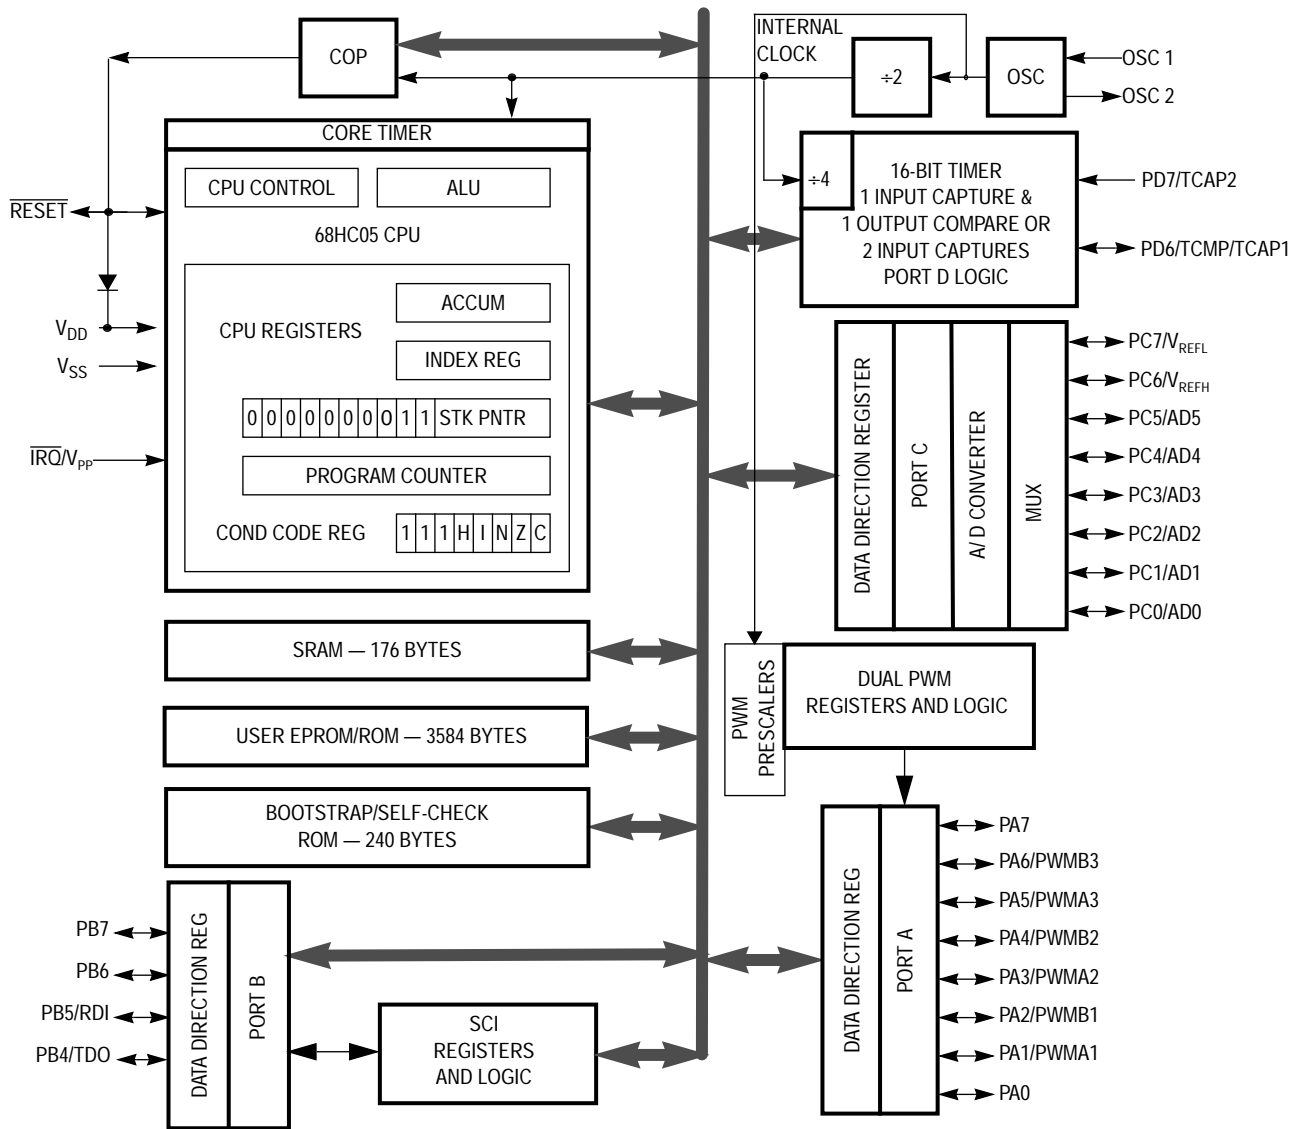 COP
INTERNAL
CLOCK
÷2
OSC
OSC 1
OSC 2
CORE TIMER
CPU CONTROL
ALU
68HC05 CPU
RESET
V_DD
V_SS
IRQ/V_PP
CPU REGISTERS
ACCUM
INDEX REG
0 0 0 0 0 0 0 0 1 1 STK PNTR
PROGRAM COUNTER
COND CODE REG
1 1 1 H I N Z C
÷4
16-BIT TIMER
1 INPUT CAPTURE &
1 OUTPUT COMPARE OR
2 INPUT CAPTURES
PORT D LOGIC
PD7/TCAP2
PD6/TCMP/TCAP1
DATA DIRECTION REGISTER
PORT C
A/D CONVERTER
MUX
PC7/V_REFL
PC6/V_REFH
PC5/AD5
PC4/AD4
PC3/AD3
PC2/AD2
PC1/AD1
PC0/AD0
SRAM — 176 BYTES
USER EPROM/ROM — 3584 BYTES
BOOTSTRAP/SELF-CHECK
ROM — 240 BYTES
PWM
PRESCALERS
DUAL PWM
REGISTERS AND LOGIC
PB7
PB6
PB5/RDI
PB4/TDO
DATA DIRECTION REG
PORT B
SCI
REGISTERS
AND LOGIC
DATA DIRECTION REG
PORT A
PA7
PA6/PWMB3
PA5/PWMA3
PA4/PWMB2
PA3/PWMA2
PA2/PWMB1
PA1/PWMA1
PA0